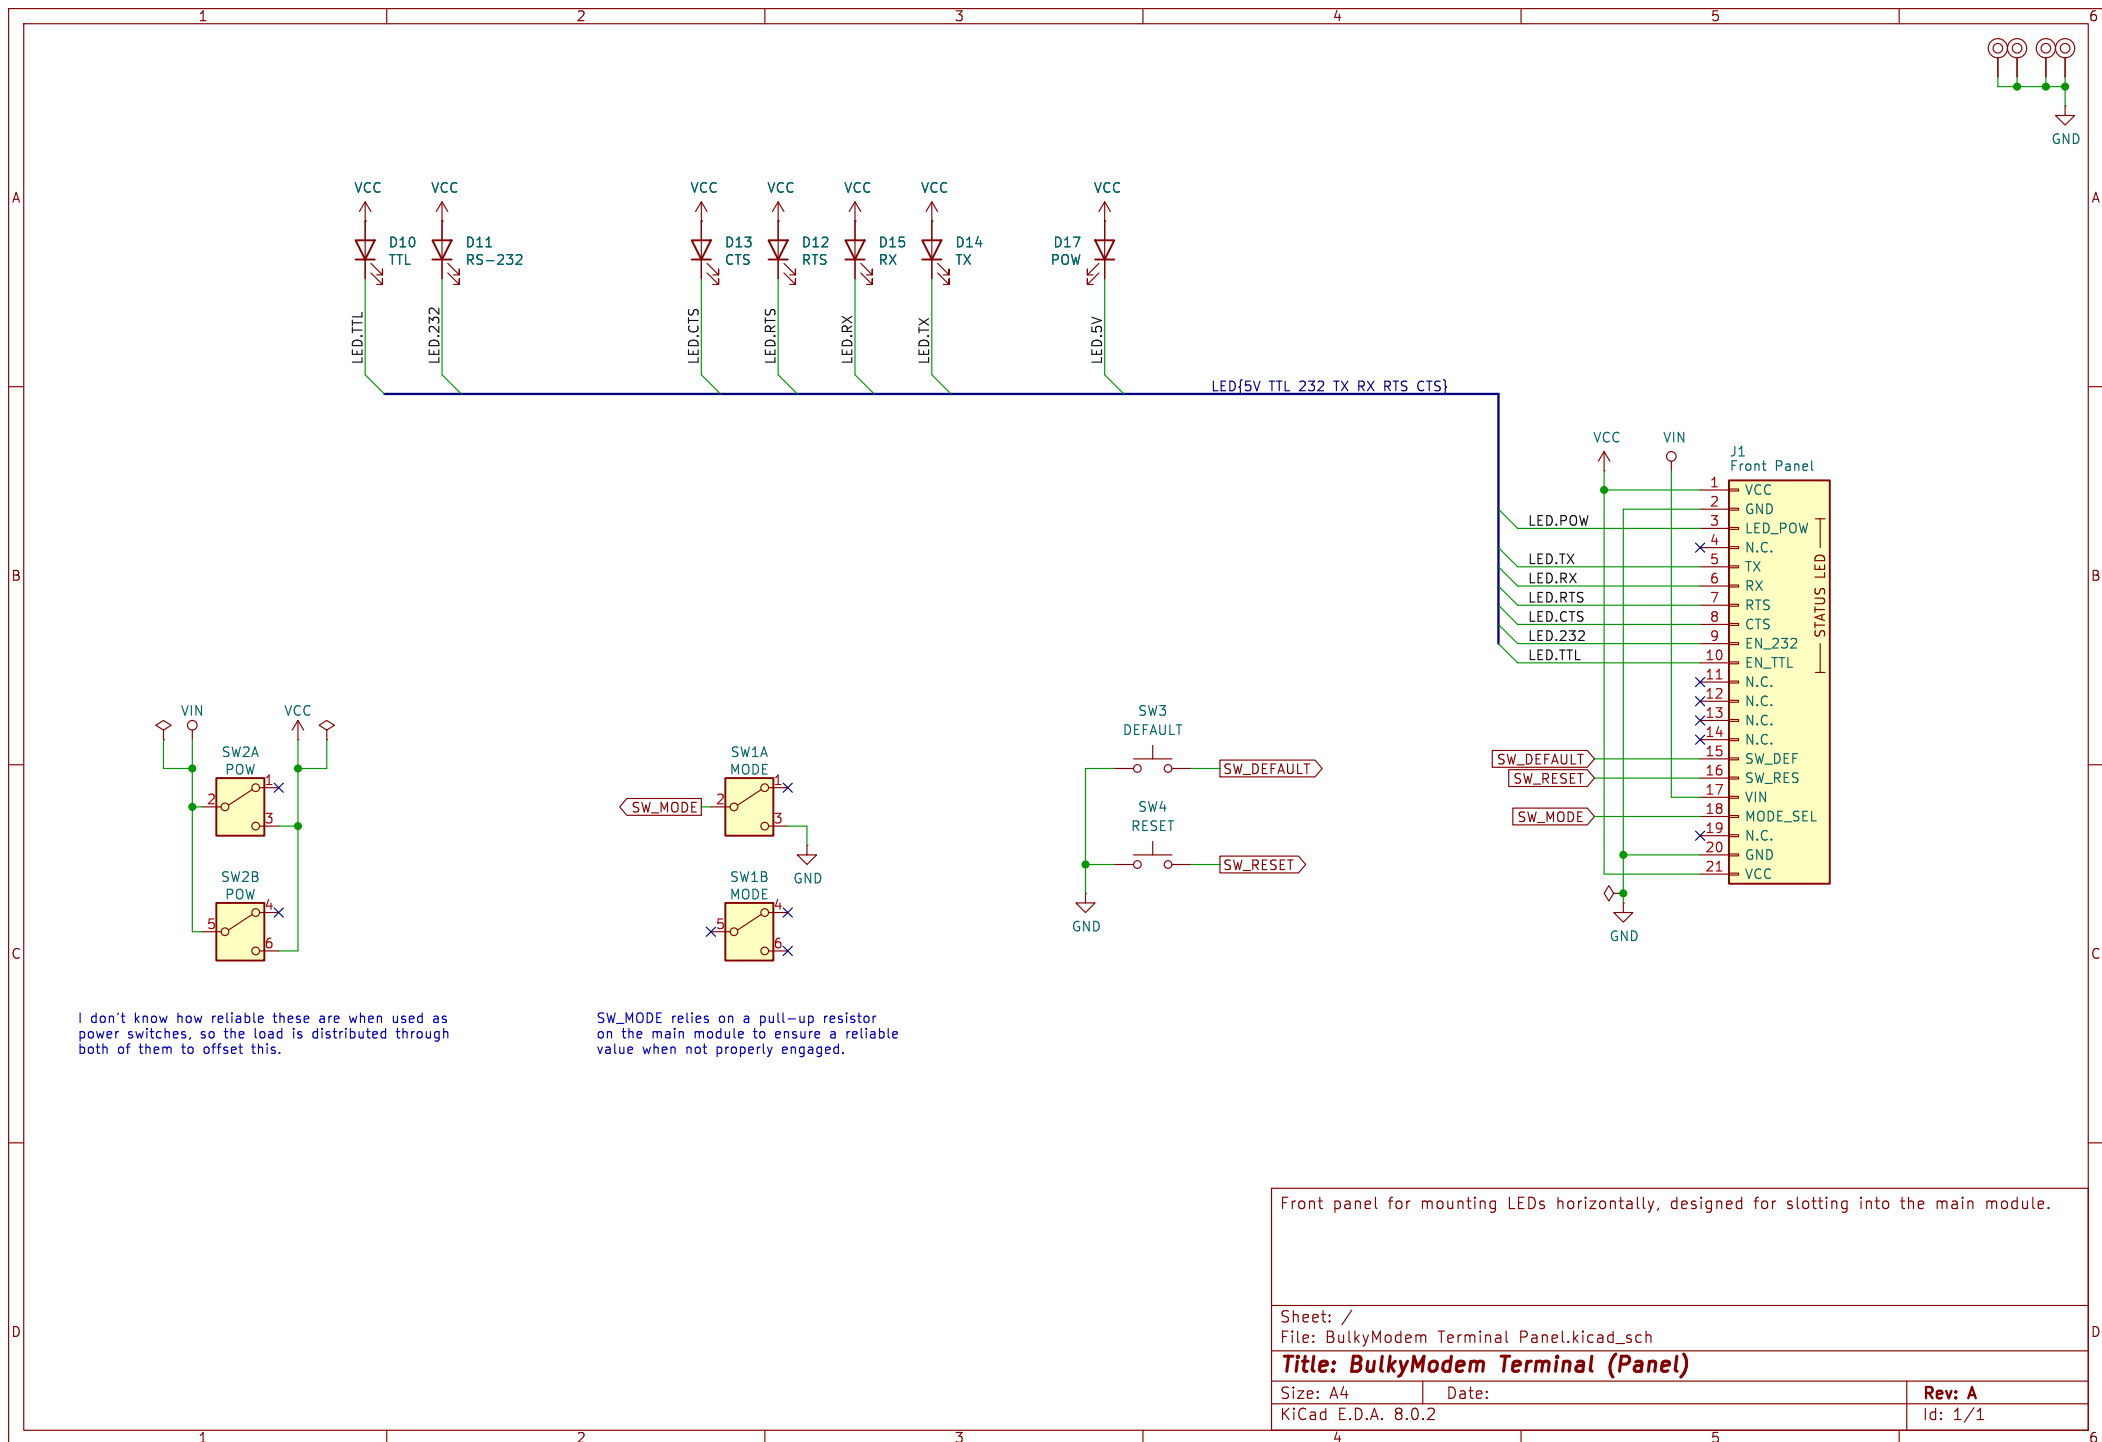 1 2 3 4 5 6
GND
A A
VCC VCC VCC VCC VCC VCC VCC
D10 D11 D13 D12 D15 D14 D17
TTL RS-232 CTS RTS RX TX POW
LED.TTL
LED.232
LED.CTS
LED.RTS
LED.RX
LED.TX
LED.5V
LED{5V TTL 232 TX RX RTS CTS}
VCC VIN
J1
Front Panel
1 VCC
2 GND
LED.POW 3 LED_POW
4 N.C.
LED.TX 5 TX
B B
LED.RX 6 RX
LED.RTS 7 RTS
LED.CTS 8 CTS
LED.232 9 EN_232
LED.TTL 10 EN_TTL
STATUS LED
11 N.C.
12 N.C.
13 N.C.
14 N.C.
SW_DEFAULT 15 SW_DEF
SW_RESET 16 SW_RES
17 VIN
SW_MODE 18 MODE_SEL
19 N.C.
20 GND
21 VCC
GND
VIN VCC
SW2A
POW
1
2
3
SW2B
POW
4
5
6
SW1A
MODE
1
SW_MODE 2
3
GND
SW1B
MODE
4
5
6
SW3
DEFAULT
SW_DEFAULT
SW4
RESET
SW_RESET
GND
C C
I don't know how reliable these are when used as
power switches, so the load is distributed through
both of them to offset this.
SW_MODE relies on a pull-up resistor
on the main module to ensure a reliable
value when not properly engaged.
Front panel for mounting LEDs horizontally, designed for slotting into the main module.
Sheet: /
D D
File: BulkyModem Terminal Panel.kicad_sch
Title: BulkyModem Terminal (Panel)
Size: A4 Date: Rev: A
KiCad E.D.A. 8.0.2 Id: 1/1
1 2 3 4 5 6